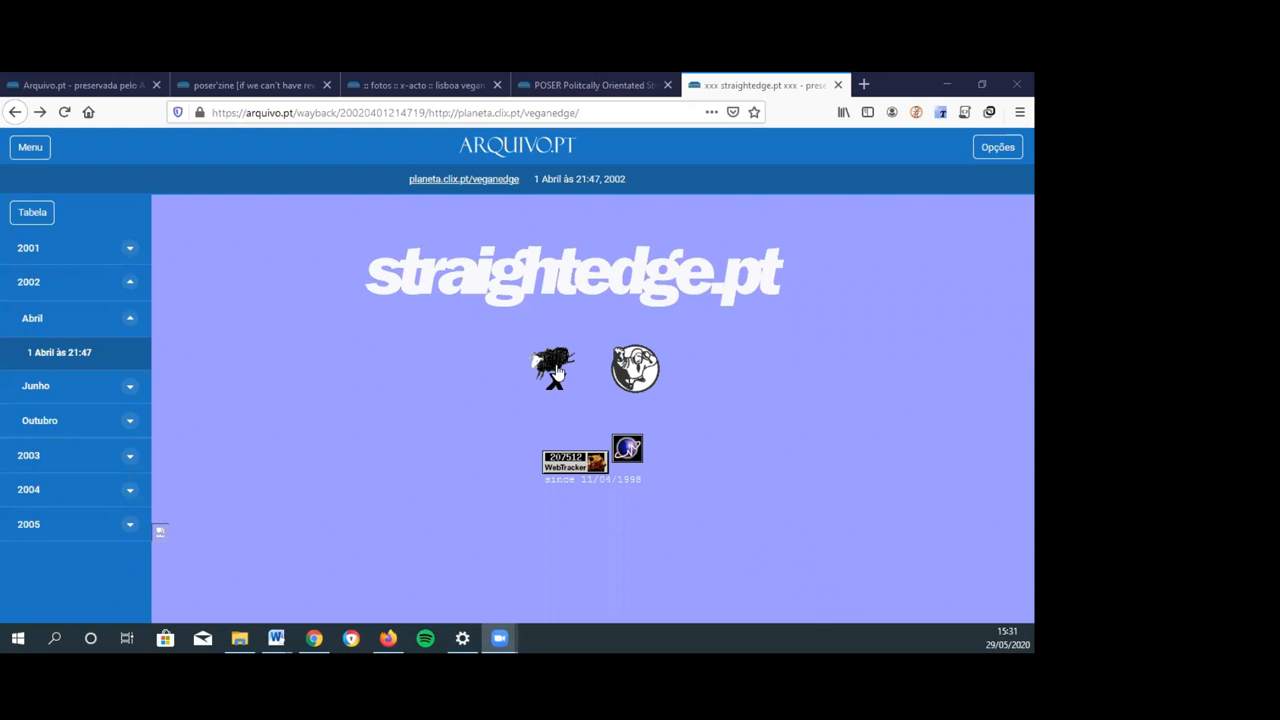 Arquivo.pt - preservada pelo A
poser'zine [if we can't have rev
:: fotos :: x-acto :: lisboa vegan
POSER Politcally Orientated St
xxx straightedge.pt xxx - prese
https://arquivo.pt/wayback/20020401214719/http://planeta.clix.pt/veganedge/
Menu
ARQUIVO.PT
Opções
planeta.clix.pt/veganedge 1 Abril às 21:47, 2002
Tabela
2001
2002
Abril
1 Abril às 21:47
Junho
Outubro
2003
2004
2005
straightedge.pt
207512
WebTracker
since 11/04/1998
15:31
29/05/2020